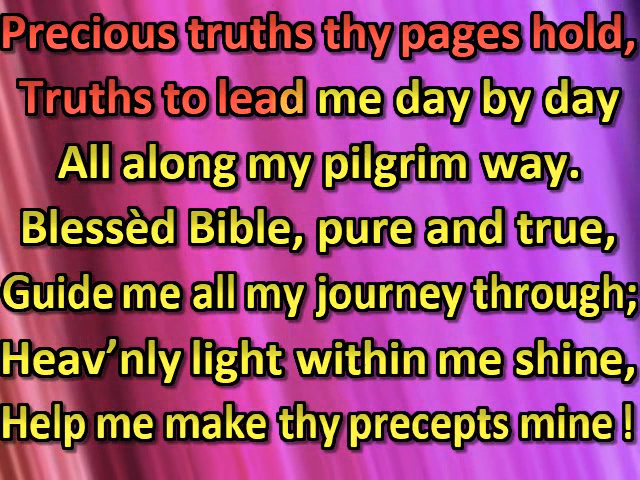 Precious truths thy pages hold,
Truths to lead me day by day
All along my pilgrim way.
Blessèd Bible, pure and true,
Guide me all my journey through;
Heav’nly light within me shine,
Help me make thy precepts mine !